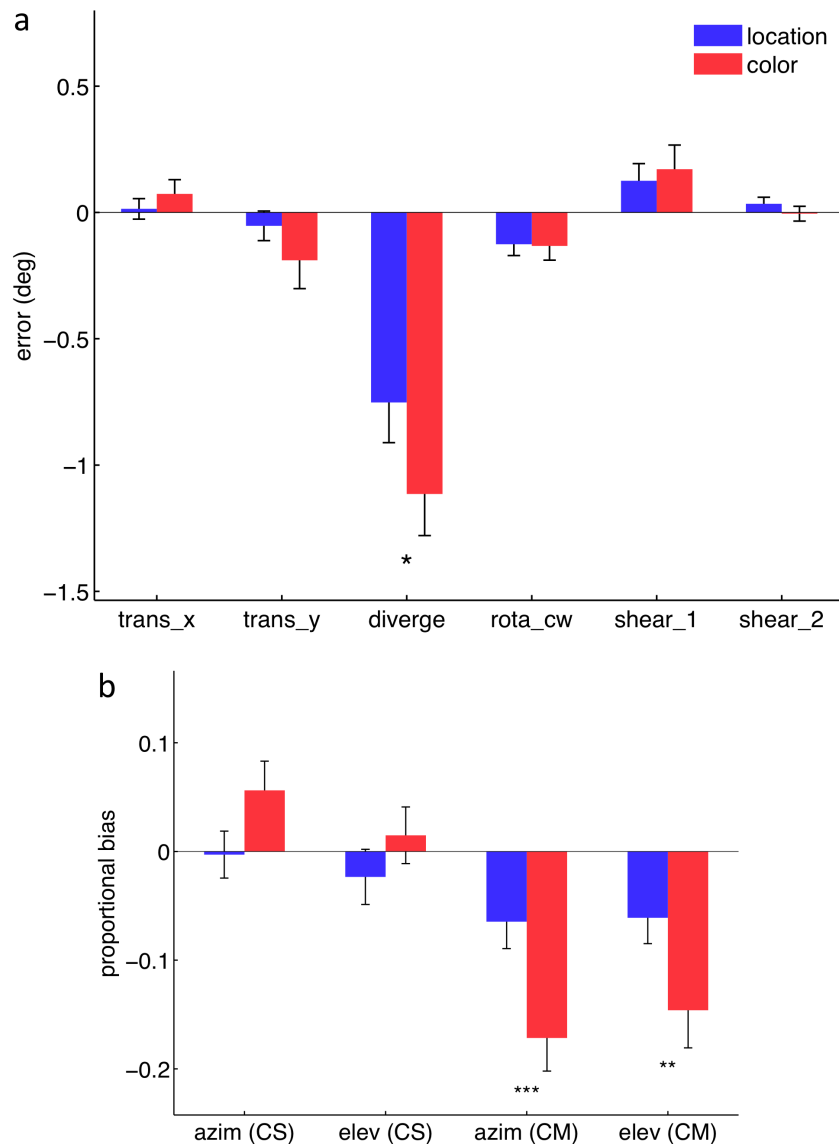 a
location
color
0.5
0
−0.5
−1
−1.5
error (deg)
*
trans_x trans_y diverge rota_cw shear_1 shear_2
b
0.1
0
−0.1
−0.2
proportional bias
*** **
azim (CS) elev (CS) azim (CM) elev (CM)